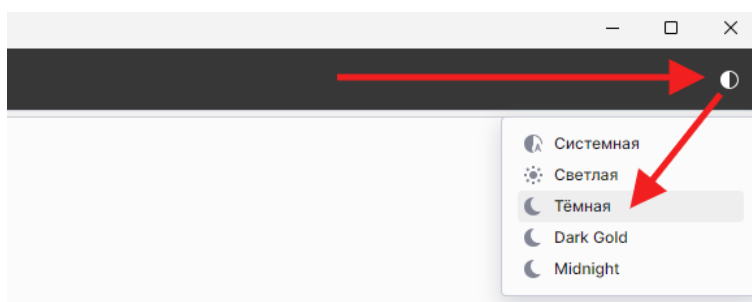 Системная
Светлая
Тёмная
Dark Gold
Midnight